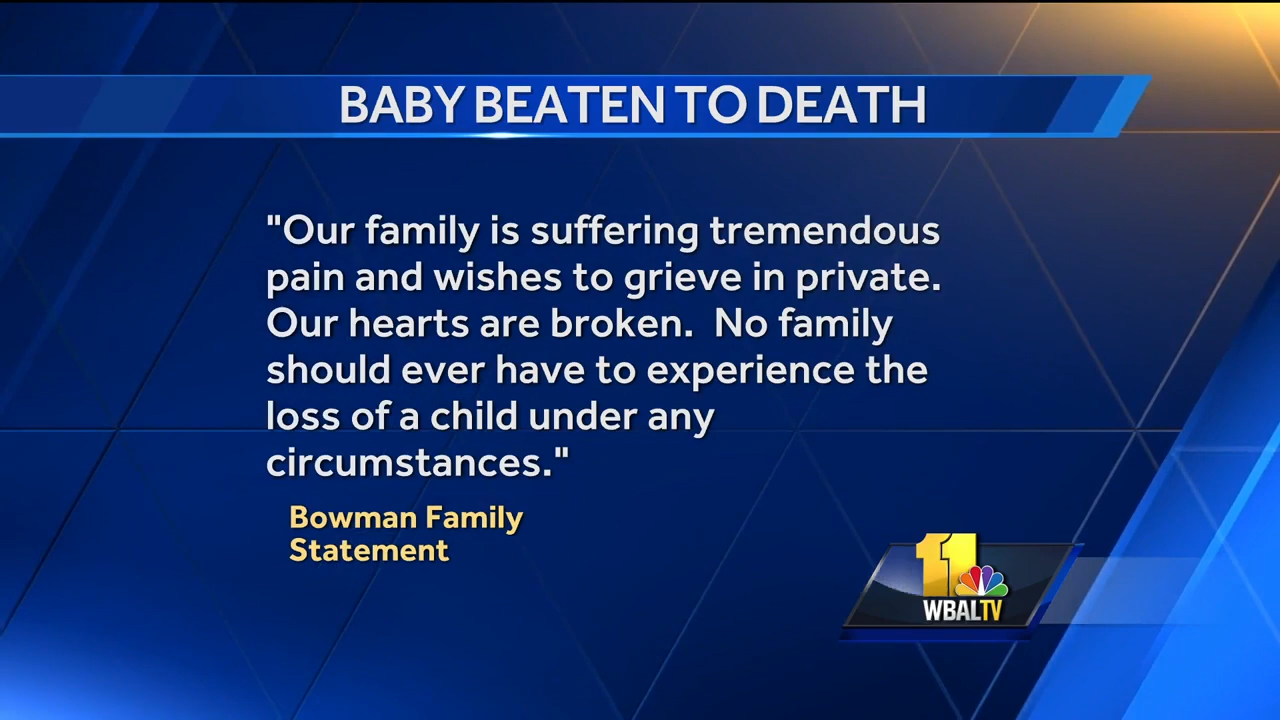 BABY BEATEN TO DEATH
"Our family is suffering tremendous
pain and wishes to grieve in private.
Our hearts are broken.  No family
should ever have to experience the
loss of a child under any
circumstances."
Bowman Family
Statement
11
WBALTV